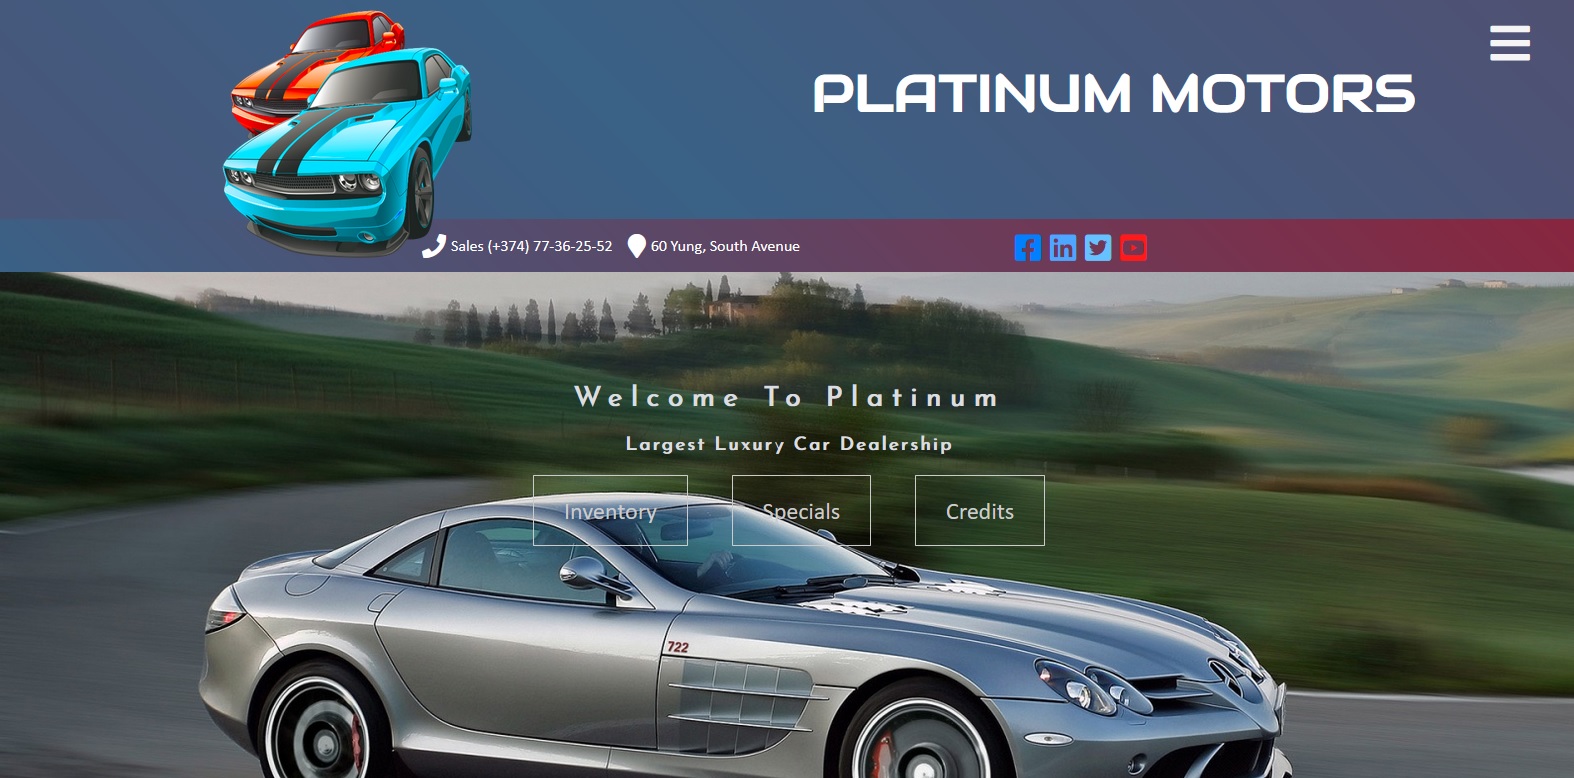 PLATINUM MOTORS
Sales (+374) 77-36-25-52 60 Yung, South Avenue
Welcome To Platinum
Largest Luxury Car Dealership
Inventory Specials Credits
722